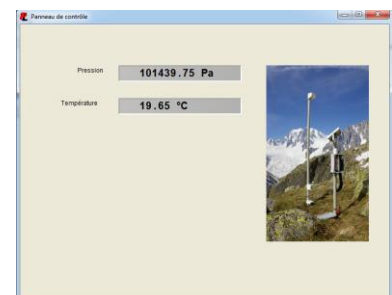 Panneau de contrôle
Pression 101439.75 Pa
Température 19.65 °C